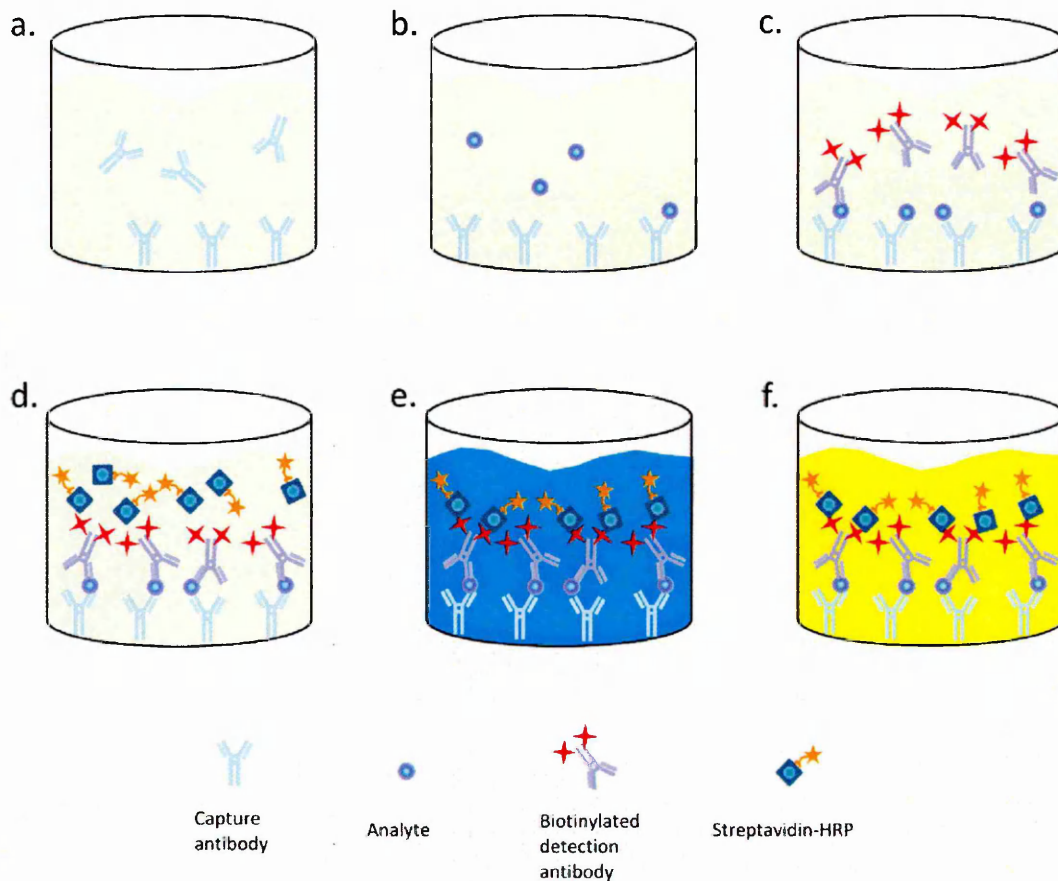 a.
b.
c.
d.
e.
f.
Capture
antibody
Analyte
Biotinylated
detection
antibody
Streptavidin-HRP